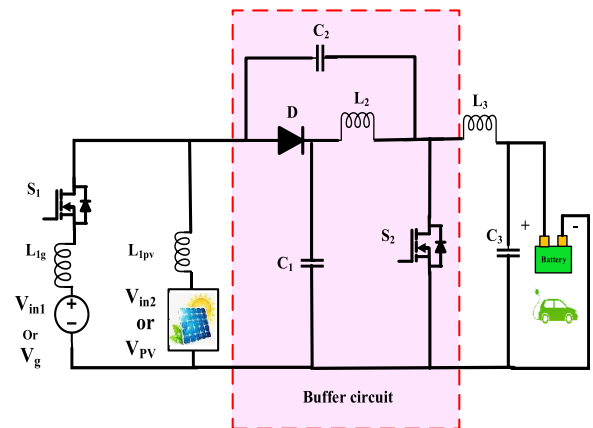 C2
D
L2
L3
S1
L1g
L1pv
Vin1
Or
Vg
Vin2
or
VPV
C1
S2
C3
+
-
Battery
+
−
Buffer circuit